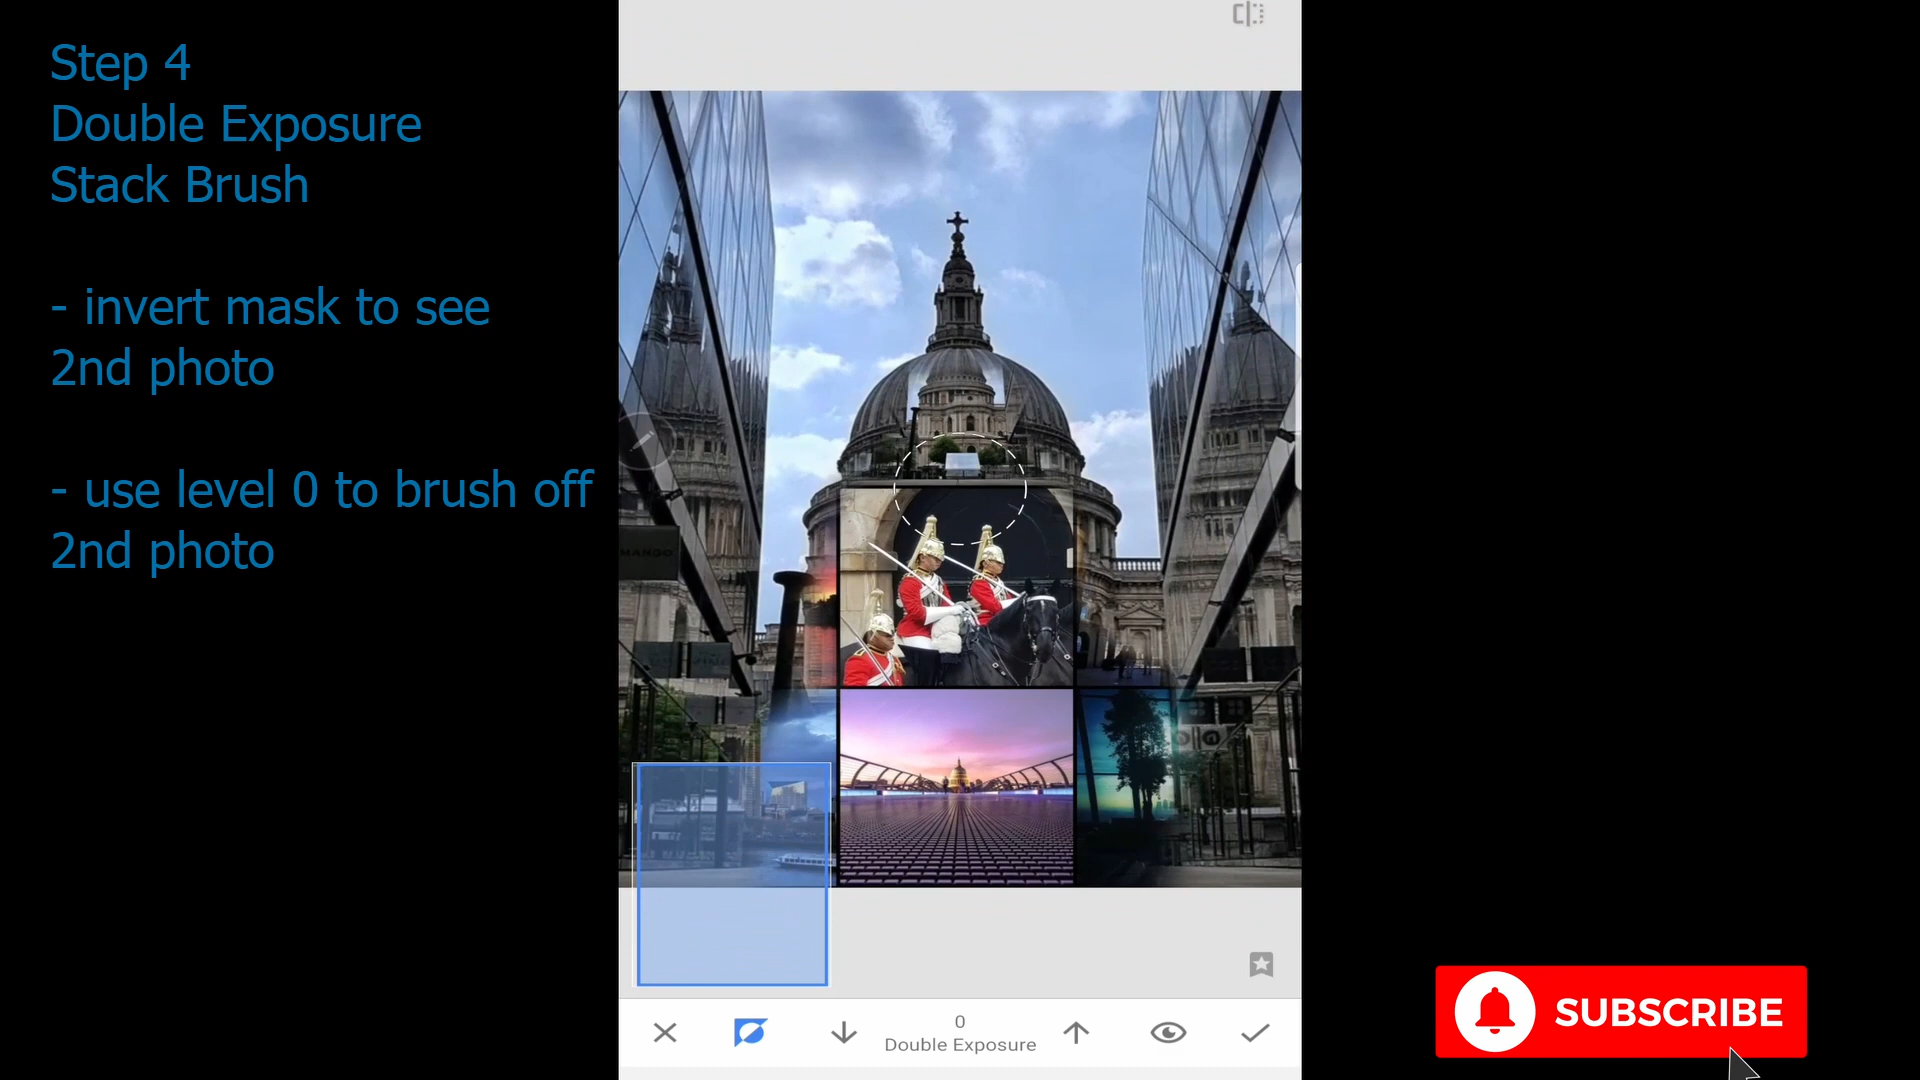 Step 4
Double Exposure
Stack Brush
- invert mask to see
2nd photo
- use level 0 to brush off
2nd photo
MANGO
0
Double Exposure
SUBSCRIBE